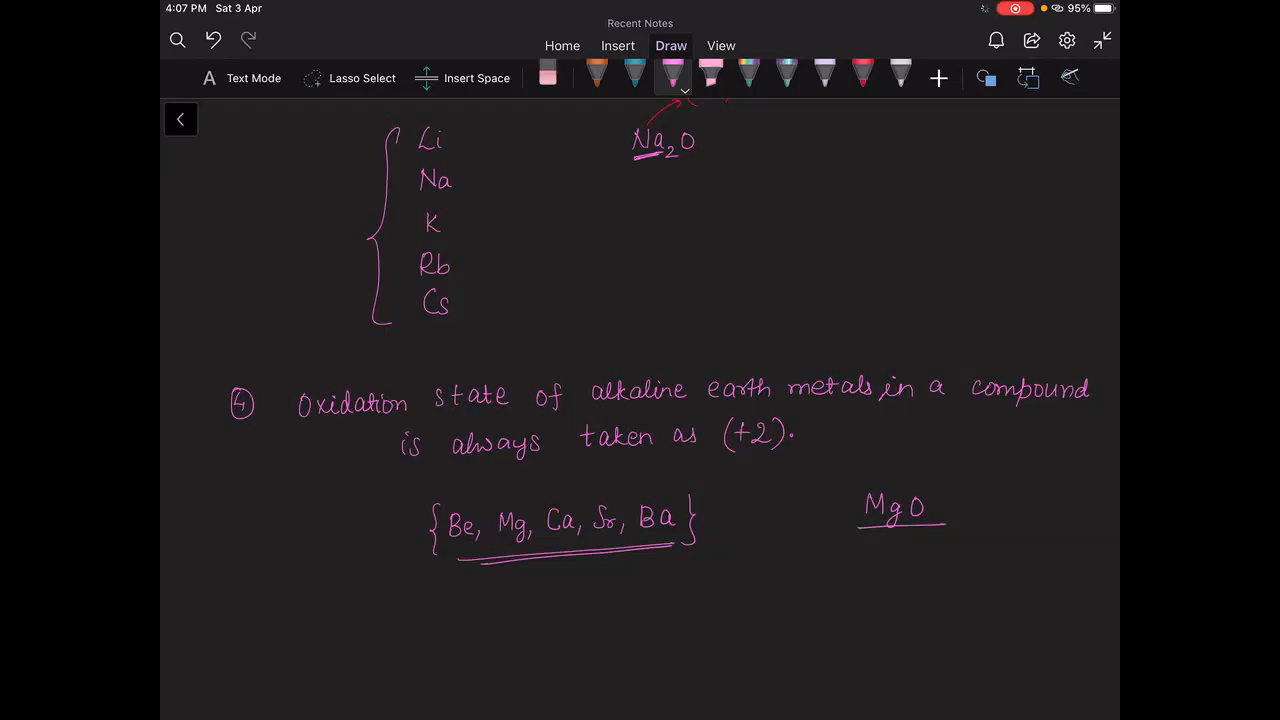 4:07 PM Sat 3 Apr
95%
Recent Notes
Home Insert Draw View
Text Mode Lasso Select Insert Space
Li
Na₂O
Na
K
Rb
Cs
④ Oxidation state of alkaline earth metals, in a compound
is always taken as (+2).
{Be, Mg, Ca, Sr, Ba}
MgO